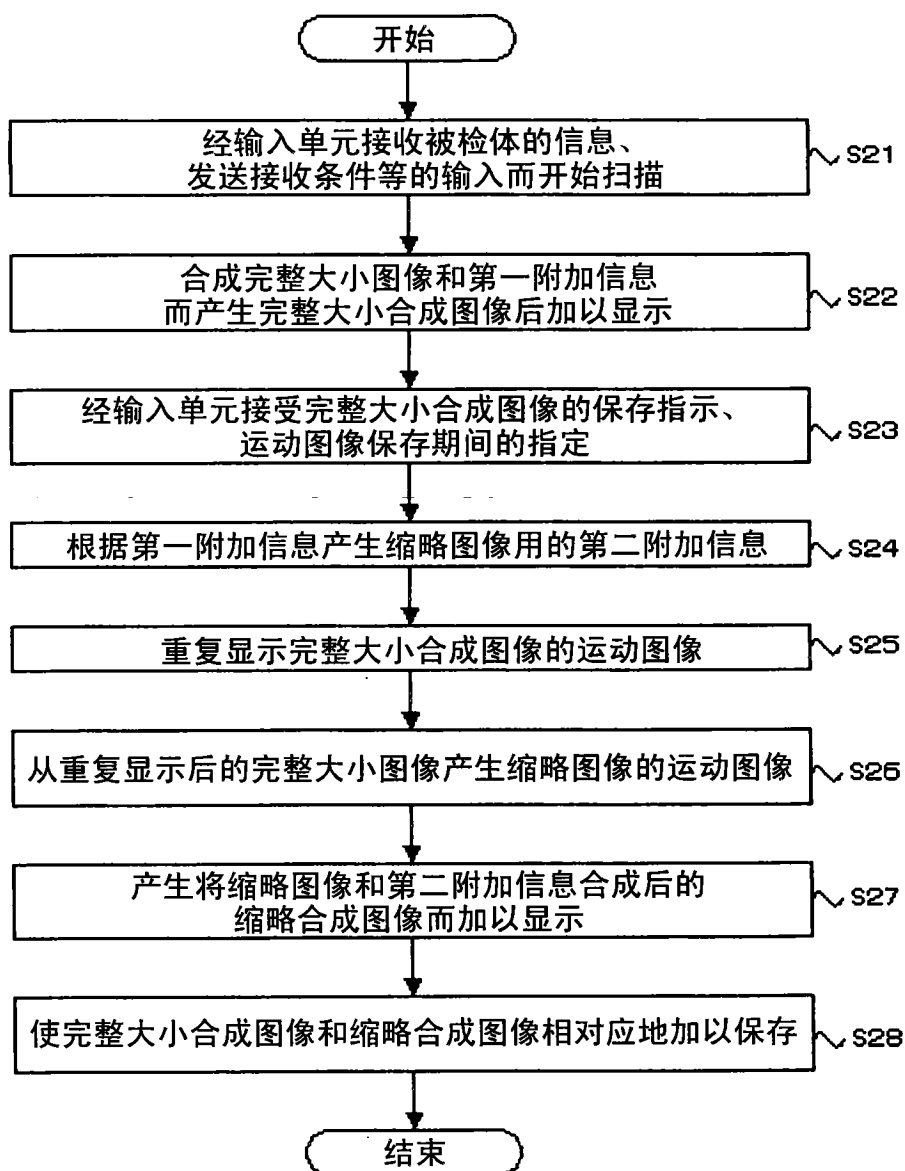 开始
经输入单元接收被检体的信息、
发送接收条件等的输入而开始扫描
S21
合成完整大小图像和第一附加信息
而产生完整大小合成图像后加以显示
S22
经输入单元接受完整大小合成图像的保存指示、
运动图像保存期间的指定
S23
根据第一附加信息产生缩略图像用的第二附加信息
S24
重复显示完整大小合成图像的运动图像
S25
从重复显示后的完整大小图像产生缩略图像的运动图像
S26
产生将缩略图像和第二附加信息合成后的
缩略合成图像而加以显示
S27
使完整大小合成图像和缩略合成图像相对应地加以保存
S28
结束